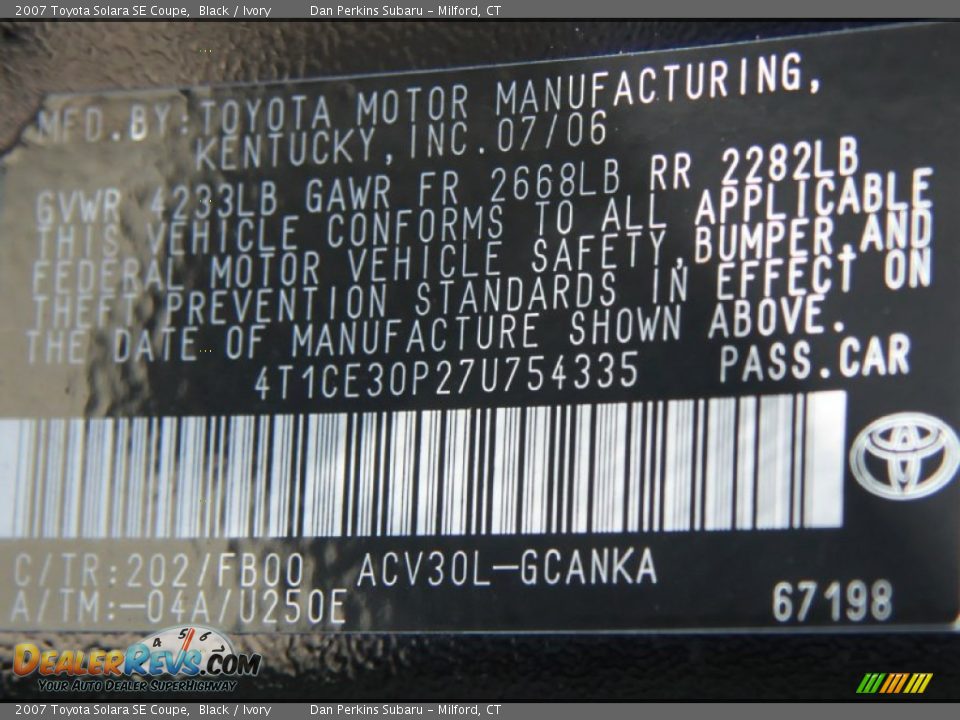 2007 Toyota Solara SE Coupe, Black / Ivory Dan Perkins Subaru - Milford, CT
MFD.BY:TOYOTA MOTOR MANUFACTURING,
KENTUCKY,INC.07/06
GVWR 4233LB GAWR FR 2668LB RR 2282LB
THIS VEHICLE CONFORMS TO ALL APPLICABLE
FEDERAL MOTOR VEHICLE SAFETY,BUMPER,AND
THEFT PREVENTION STANDARDS IN EFFECT ON
THE DATE OF MANUFACTURE SHOWN ABOVE.
4T1CE30P27U754335 PASS.CAR
C/TR:202/FB00 ACV30L-GCANKA
A/TM:-04A/U250E
67198
4 5 6
DEALERREVS.COM
YOUR AUTO DEALER SUPERHIGHWAY
2007 Toyota Solara SE Coupe, Black / Ivory Dan Perkins Subaru - Milford, CT